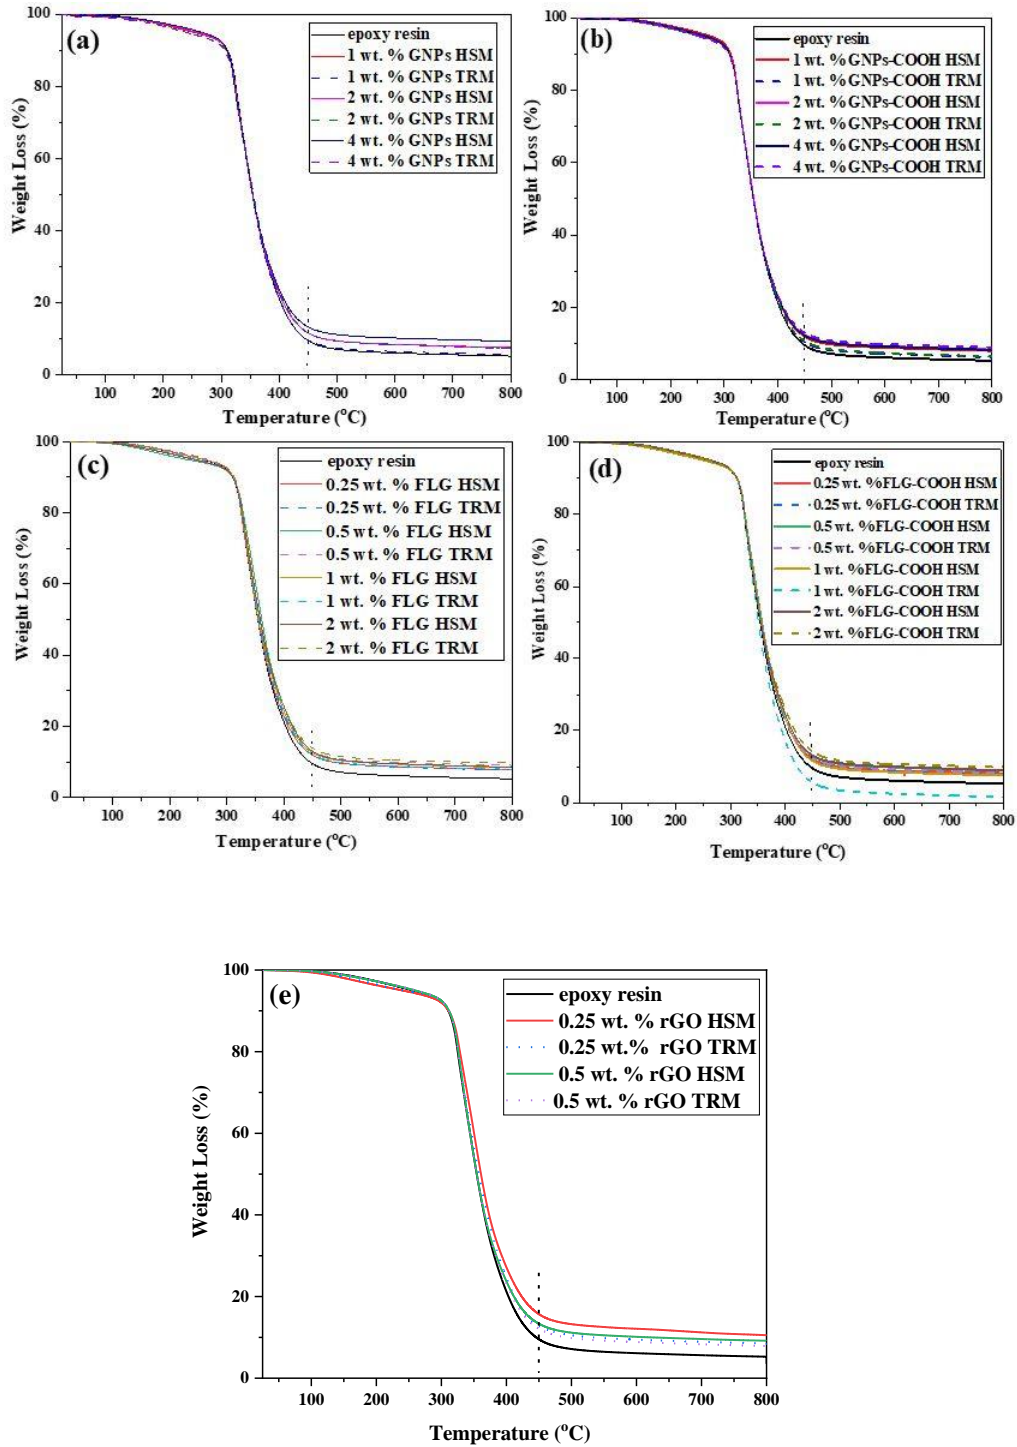 (a)
epoxy resin
1 wt. % GNPs HSM
1 wt. % GNPs TRM
2 wt. % GNPs HSM
2 wt. % GNPs TRM
4 wt. % GNPs HSM
4 wt. % GNPs TRM
Weight Loss (%)
100
80
60
40
20
0
100 200 300 400 500 600 700 800
Temperature (°C)
(b)
epoxy resin
1 wt. % GNPs-COOH HSM
1 wt. % GNPs-COOH TRM
2 wt. % GNPs-COOH HSM
2 wt. % GNPs-COOH TRM
4 wt. % GNPs-COOH HSM
4 wt. % GNPs-COOH TRM
Weight Loss (%)
100
80
60
40
20
0
100 200 300 400 500 600 700 800
Temperature (°C)
(c)
epoxy resin
0.25 wt. % FLG HSM
0.25 wt. % FLG TRM
0.5 wt. % FLG HSM
0.5 wt. % FLG TRM
1 wt. % FLG HSM
1 wt. % FLG TRM
2 wt. % FLG HSM
2 wt. % FLG TRM
Weight Loss (%)
100
80
60
40
20
0
100 200 300 400 500 600 700 800
Temperature (°C)
(d)
epoxy resin
0.25 wt. %FLG-COOH HSM
0.25 wt. %FLG-COOH TRM
0.5 wt. %FLG-COOH HSM
0.5 wt. %FLG-COOH TRM
1 wt. %FLG-COOH HSM
1 wt. %FLG-COOH TRM
2 wt. %FLG-COOH HSM
2 wt. %FLG-COOH TRM
Weight Loss (%)
100
80
60
40
20
0
100 200 300 400 500 600 700 800
Temperature (°C)
(e)
epoxy resin
0.25 wt. % rGO HSM
0.25 wt.% rGO TRM
0.5 wt. % rGO HSM
0.5 wt. % rGO TRM
Weight Loss (%)
100
80
60
40
20
0
100 200 300 400 500 600 700 800
Temperature (°C)